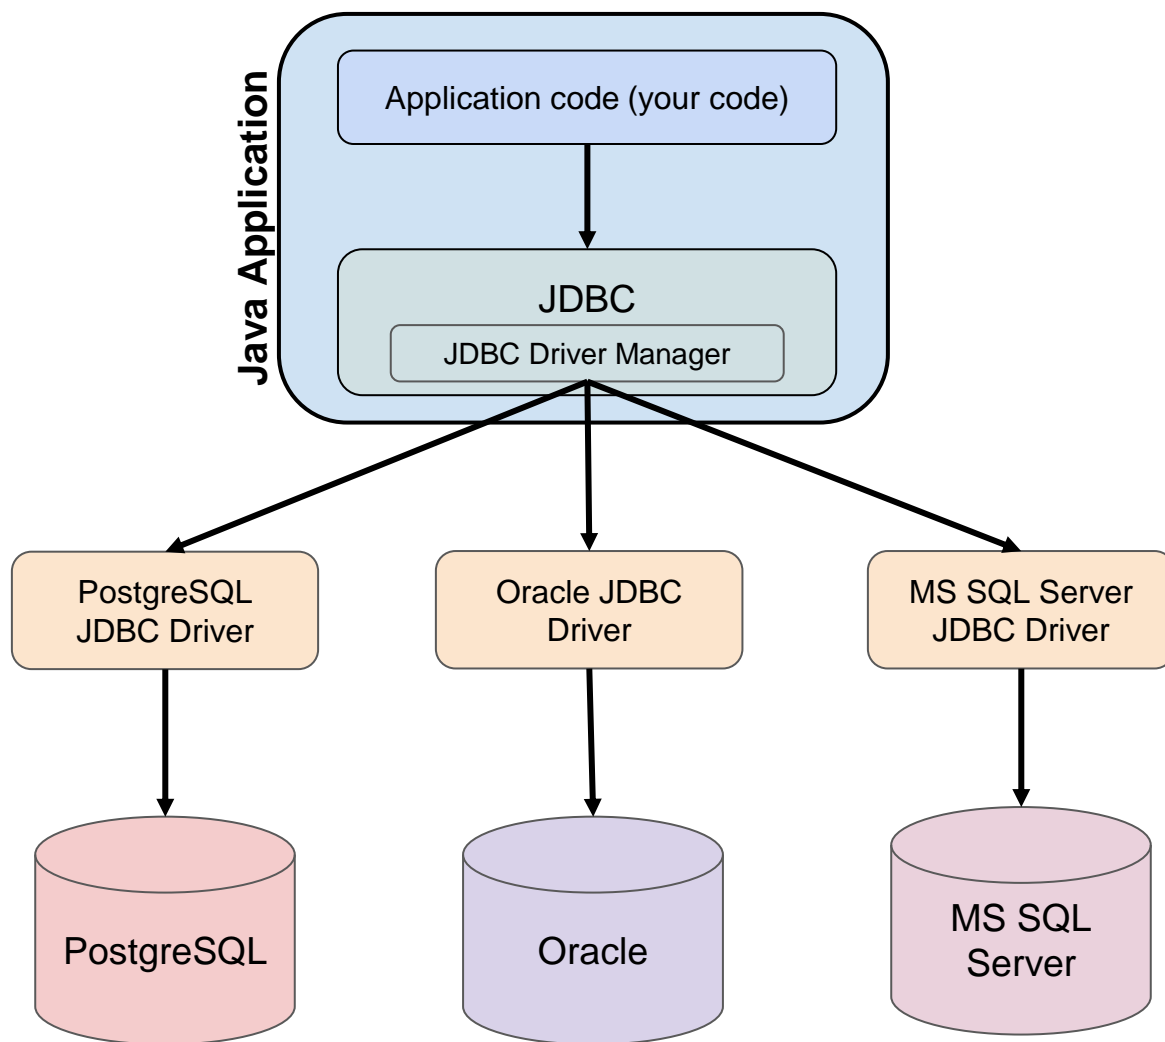 Java Application
Application code (your code)
JDBC
JDBC Driver Manager
PostgreSQL
JDBC Driver
Oracle JDBC
Driver
MS SQL Server
JDBC Driver
PostgreSQL
Oracle
MS SQL
Server